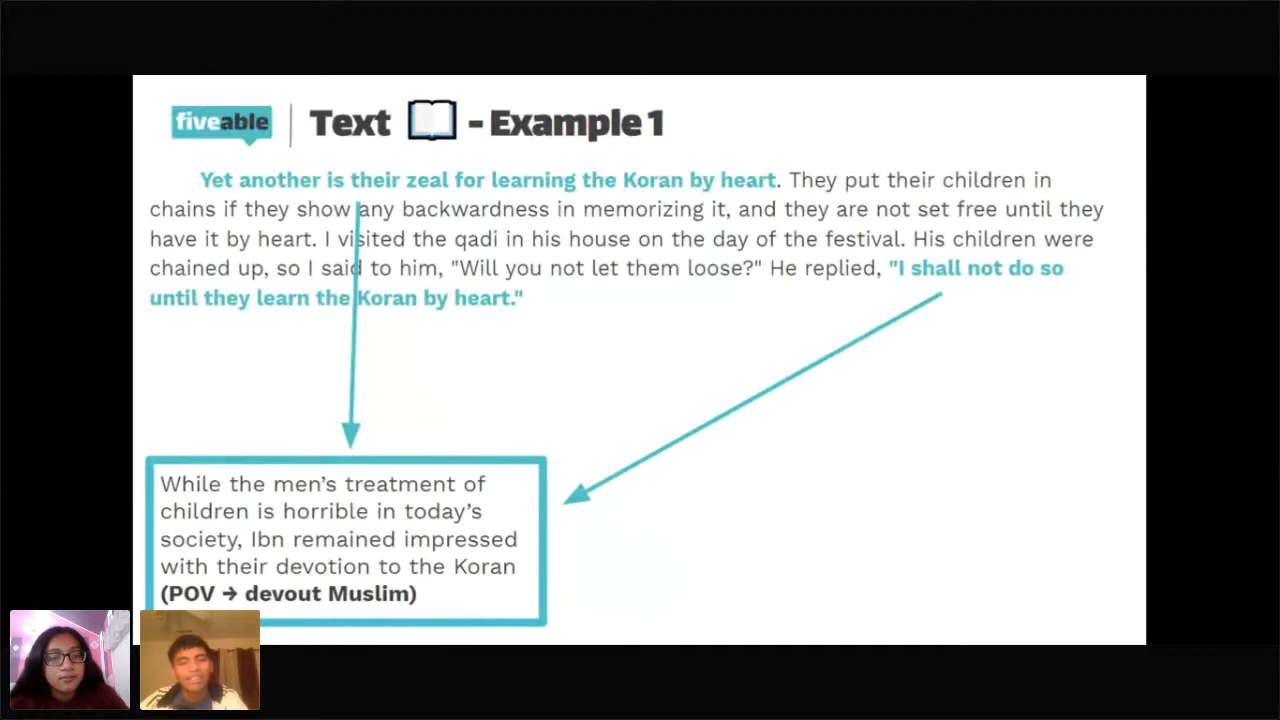 fiveable
Text - Example 1
Yet another is their zeal for learning the Koran by heart. They put their children in
chains if they show any backwardness in memorizing it, and they are not set free until they
have it by heart. I visited the qadi in his house on the day of the festival. His children were
chained up, so I said to him, "Will you not let them loose?" He replied, "I shall not do so
until they learn the Koran by heart."
While the men's treatment of
children is horrible in today's
society, Ibn remained impressed
with their devotion to the Koran
(POV → devout Muslim)